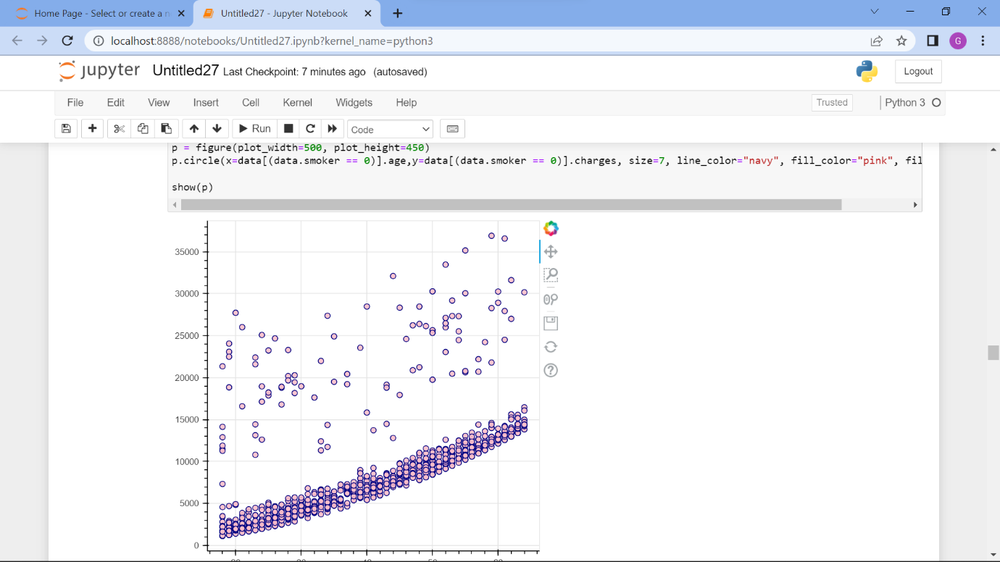 Home Page - Select or create a n
Untitled27 - Jupyter Notebook
localhost:8888/notebooks/Untitled27.ipynb?kernel_name=python3
G
jupyter Untitled27 Last Checkpoint: 7 minutes ago (autosaved)
Logout
File Edit View Insert Cell Kernel Widgets Help
Trusted
Python 3
Run
Code
p = figure(plot_width=500, plot_height=450)
p.circle(x=data[(data.smoker == 0)].age,y=data[(data.smoker == 0)].charges, size=7, line_color="navy", fill_color="pink", fil
show(p)
35000
30000
25000
20000
15000
10000
5000
0